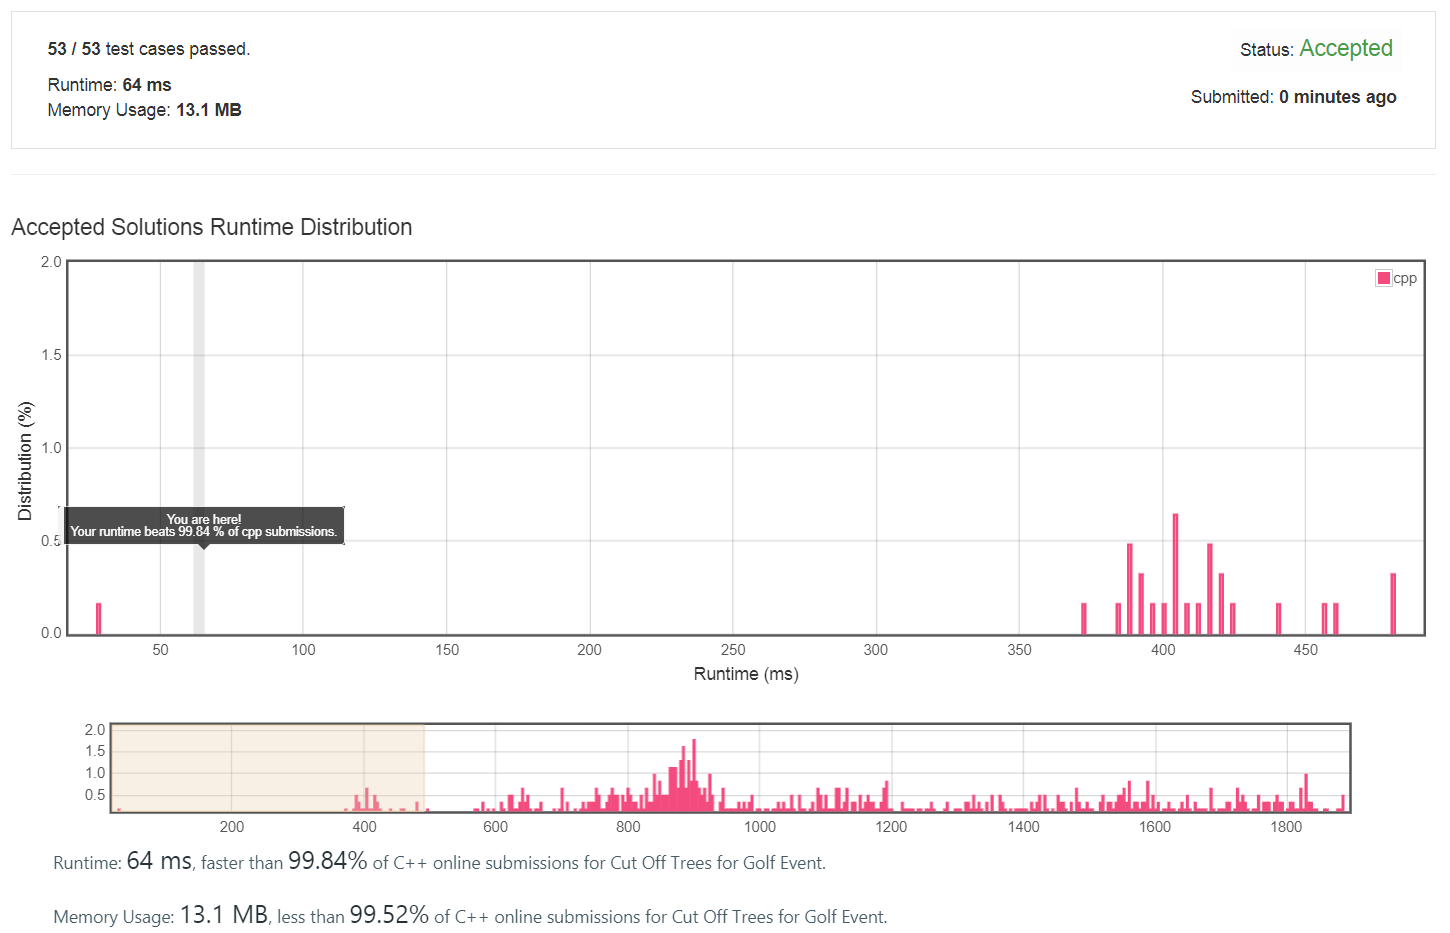 53 / 53 test cases passed.
Status: Accepted
Runtime: 64 ms
Memory Usage: 13.1 MB
Submitted: 0 minutes ago
Accepted Solutions Runtime Distribution
2.0
1.5
1.0
0.5
0.0
Distribution (%)
cpp
You are here!
Your runtime beats 99.84 % of cpp submissions.
50 100 150 200 250 300 350 400 450
Runtime (ms)
2.0
1.5
1.0
0.5
200 400 600 800 1000 1200 1400 1600 1800
Runtime: 64 ms, faster than 99.84% of C++ online submissions for Cut Off Trees for Golf Event.
Memory Usage: 13.1 MB, less than 99.52% of C++ online submissions for Cut Off Trees for Golf Event.